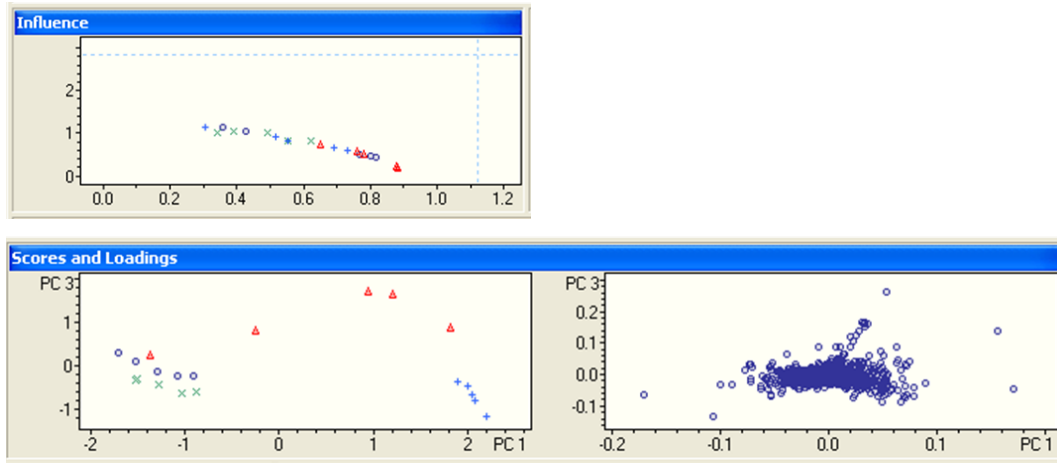 Influence
2
1
0
0.0 0.2 0.4 0.6 0.8 1.0 1.2
Scores and Loadings
PC 3
1
0
-1
-2 -1 0 1 2 PC 1
PC 3
0.2
0.1
0.0
-0.1
-0.2 -0.1 0.0 0.1 PC 1